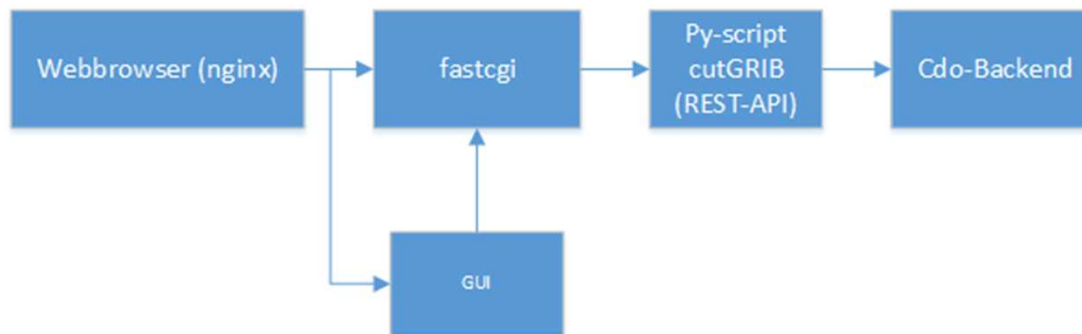 Webbrowser (nginx)
fastcgi
Py-script
cutGRIB
(REST-API)
Cdo-Backend
GUI